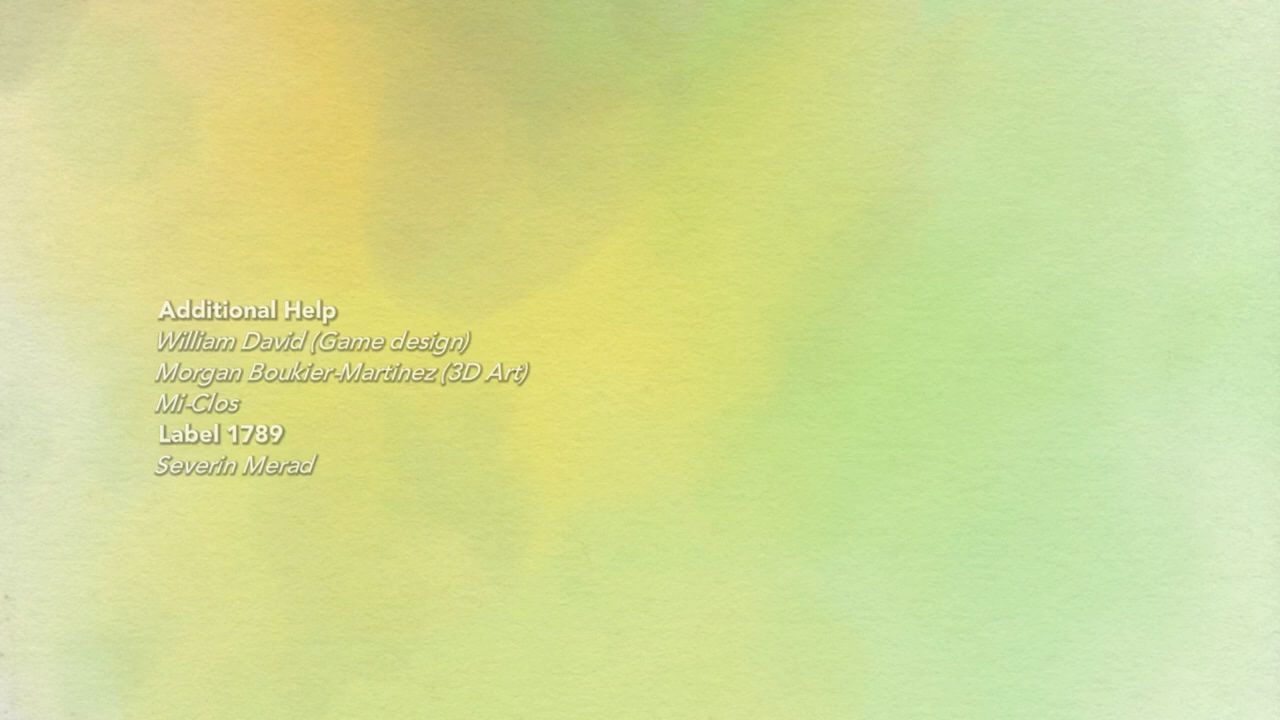 Additional Help
William David (Game design)
Morgan Boukier-Martinez (3D Art)
Mi-Clos
Label 1789
Severin Merad